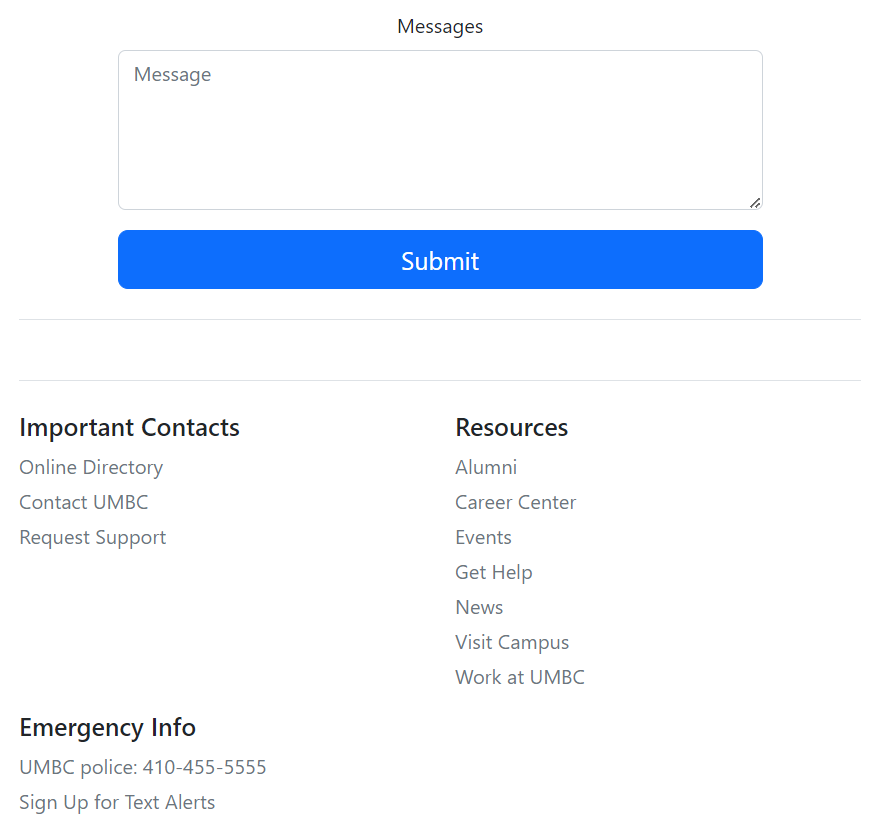 Messages
Message
Submit
Important Contacts
Online Directory
Contact UMBC
Request Support
Resources
Alumni
Career Center
Events
Get Help
News
Visit Campus
Work at UMBC
Emergency Info
UMBC police: 410-455-5555
Sign Up for Text Alerts